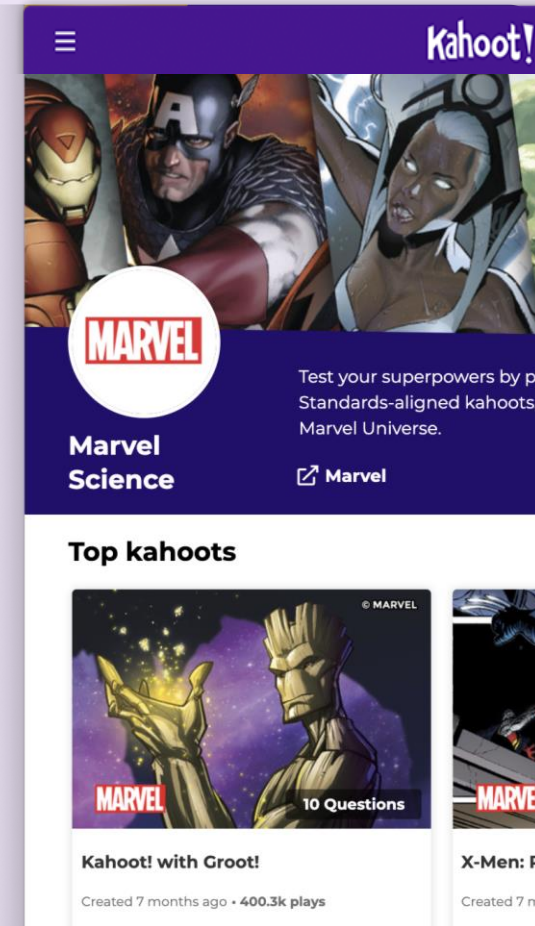 Kahoot!
A
MARVEL
Test your superpowers by
Standards-aligned kahoots
Marvel Universe.
Marvel
Science
Marvel
Top kahoots
© MARVEL
MARVEL
10 Questions
Kahoot! with Groot!
Created 7 months ago • 400.3k plays
X-Men:
Created 7